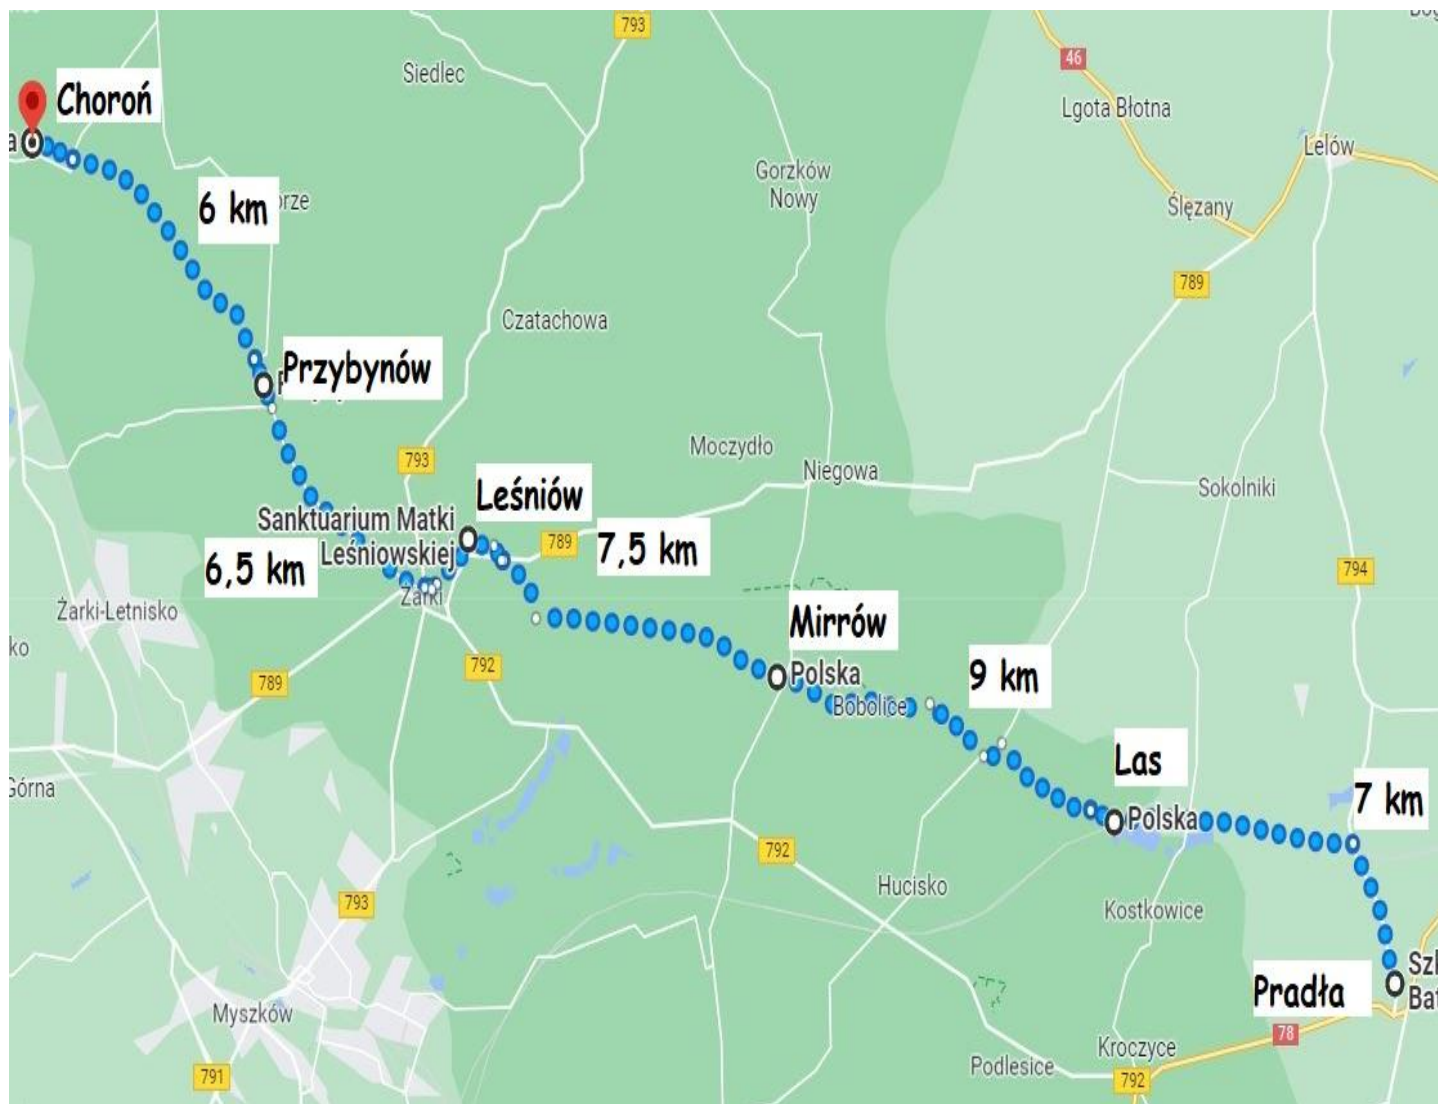 793
Siedlec
46
Choroń
Lgota Błotna
a
Lelów
Gorzków
Nowy
6 km
orze
Ślęzany
789
Czatachowa
Przybynów
793
Moczydło
Niegowa
Leśniów
Sokolniki
Sanktuarium Matki
Leśniowskiej
789
7,5 km
6,5 km
794
Żarki
Żarki-Letnisko
Mirrów
ko
792
Polska
9 km
789
Bobolice
Las
Górna
7 km
Polska
792
Hucisko
793
Kostkowice
Pradła
Myszków
78
Kroczyce
Podlesice
791
792